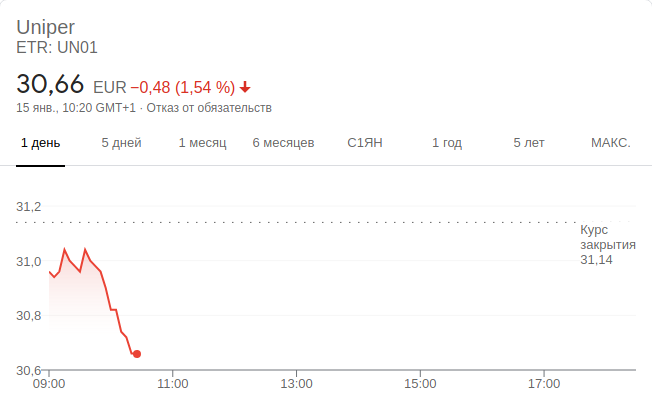 Uniper
ETR: UN01
30,66 EUR −0,48 (1,54 %)
15 янв., 10:20 GMT+1 · Отказ от обязательств
1 день 5 дней 1 месяц 6 месяцев С1ЯН 1 год 5 лет МАКС.
31,2
Курс
закрытия
31,14
31,0
30,8
30,6
09:00 11:00 13:00 15:00 17:00